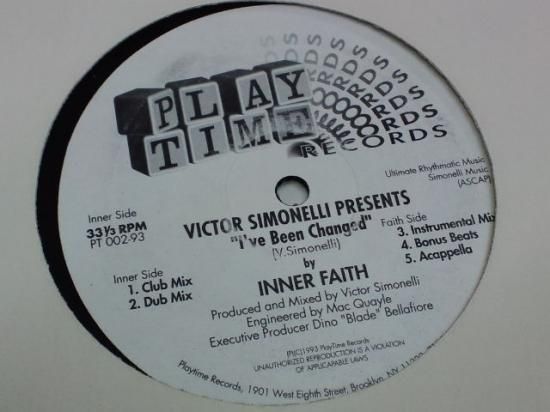 PLAY
TIME
RECORDS
Ultimate Rhythmatic Music
Simonelli Music
(ASCAP)
Inner Side
33⅓ RPM
PT 002-93
VICTOR SIMONELLI PRESENTS
"I've Been Changed"
(V.Simonelli)
by
INNER FAITH
Inner Side
1. Club Mix
2. Dub Mix
Faith Side
3. Instrumental Mix
4. Bonus Beats
5. Acappella
Produced and Mixed by Victor Simonelli
Engineered by Mac Quayle
Executive Producer Dino "Blade" Bellafiore
(P)(C)1993 PlayTime Records
UNAUTHORIZED REPRODUCTION IS A VIOLATION
OF APPLICAPABLE LAWS
Playtime Records, 1901 West Eighth Street, Brooklyn, NY